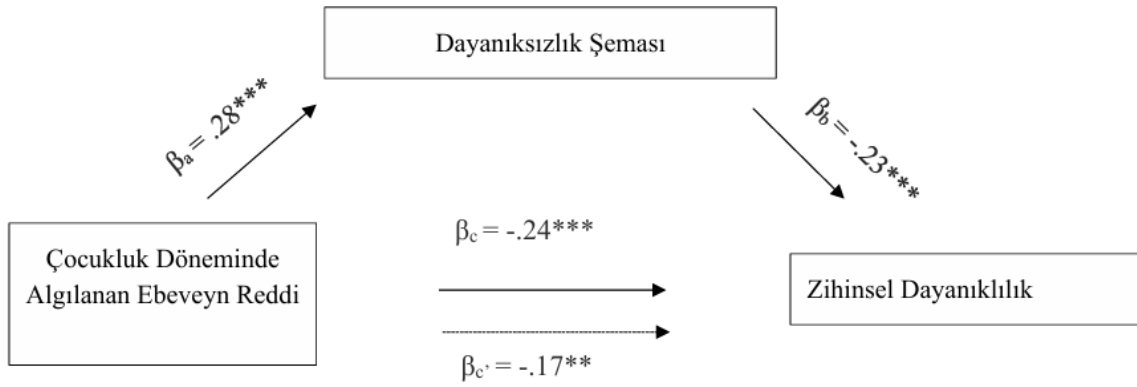 Dayanıksızlık Şeması
βa = .28***
βb = -.23***
βc = -.24***
Çocukluk Döneminde
Algılanan Ebeveyn Reddi
Zihinsel Dayanıklılık
βc’ = -.17**